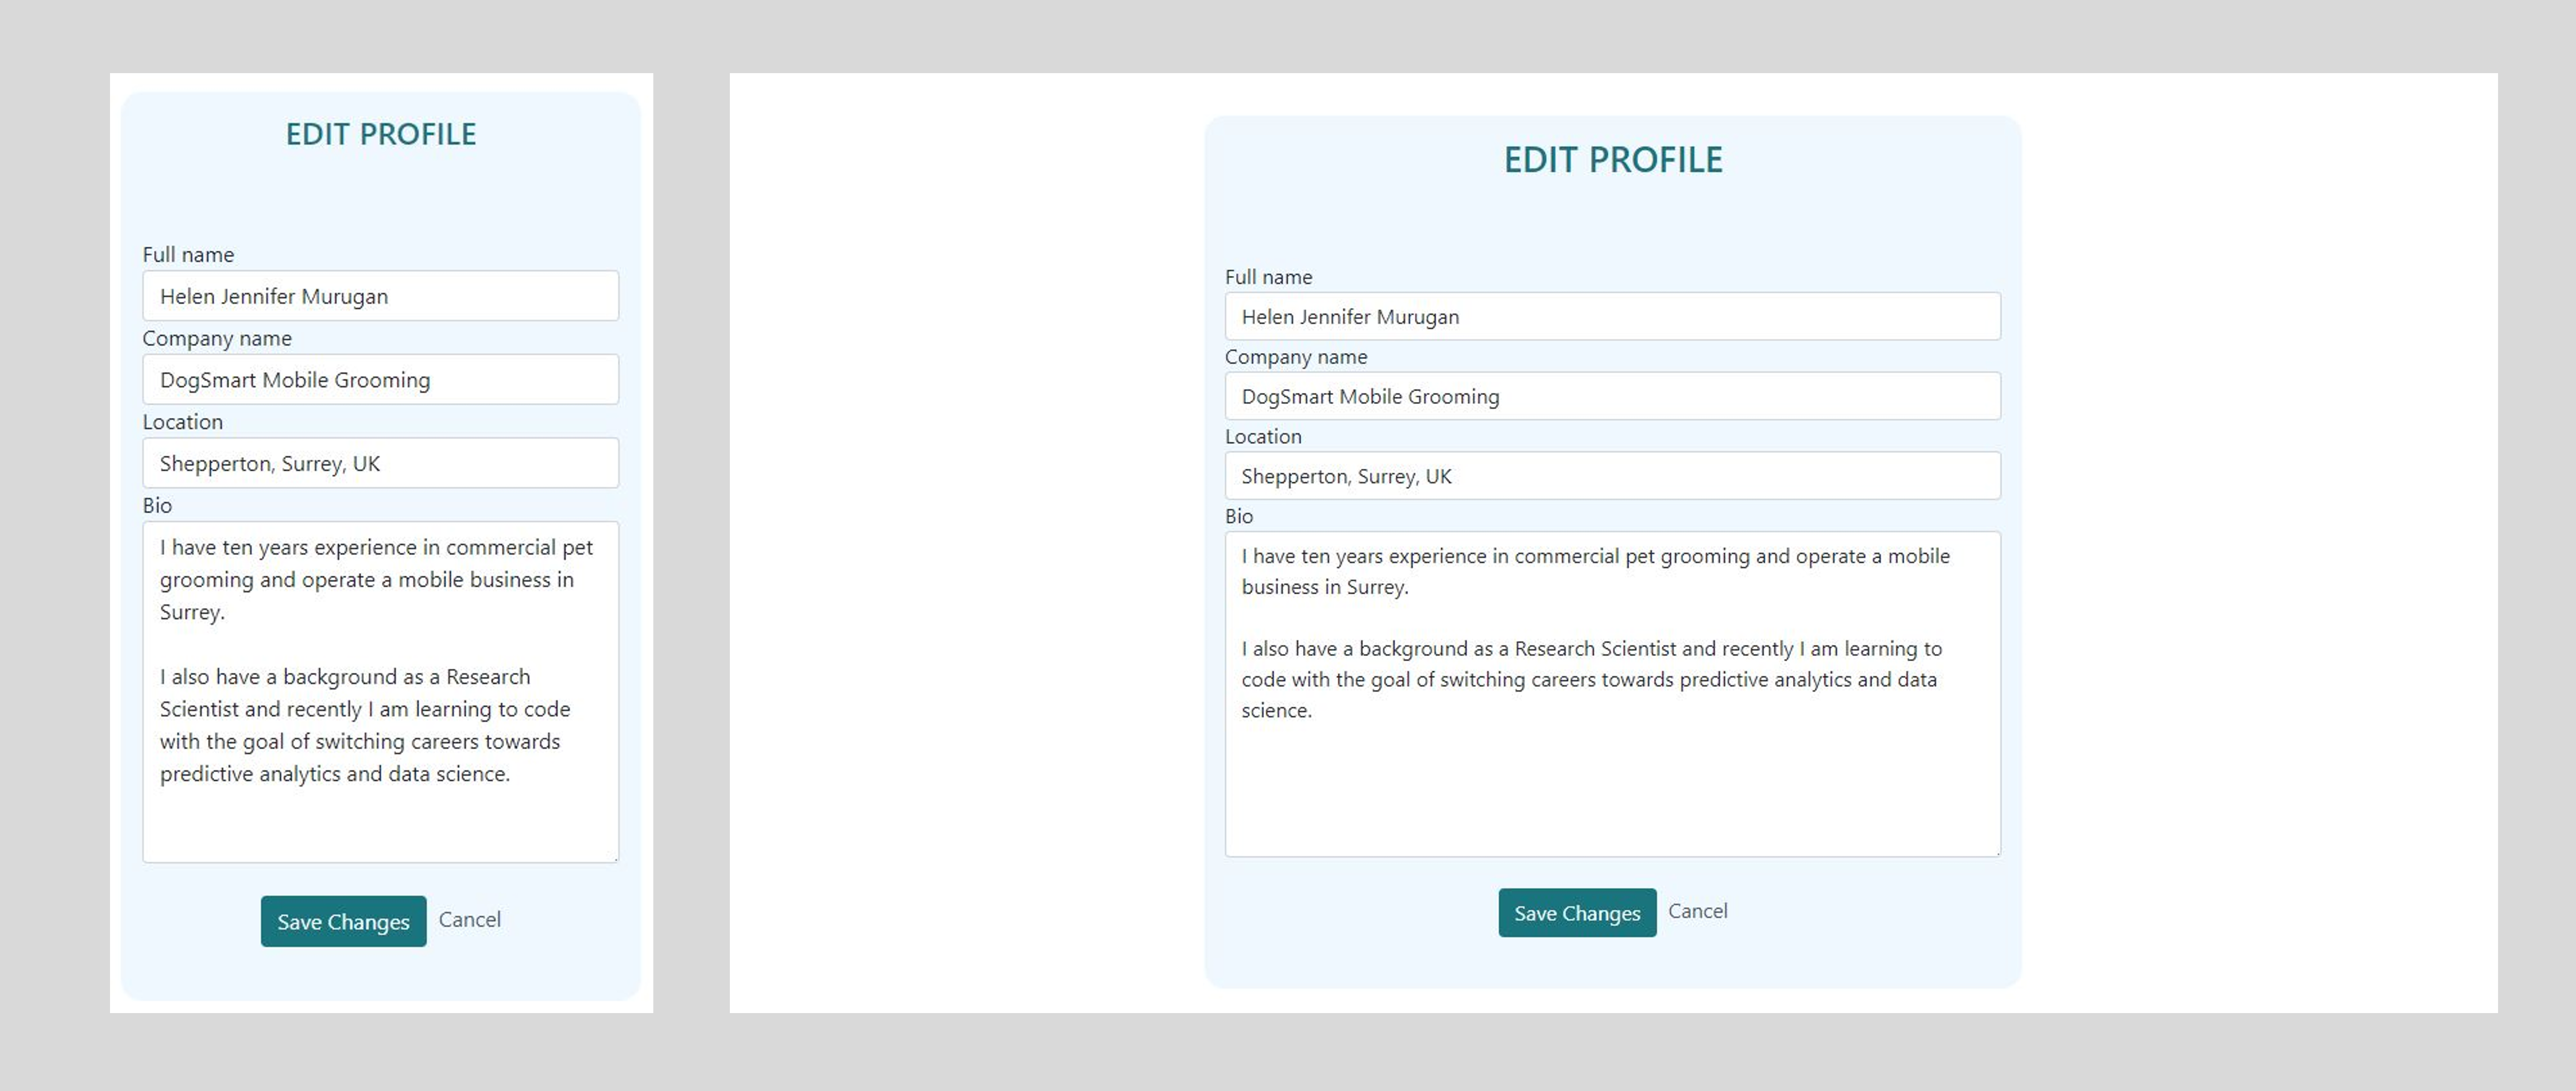 EDIT PROFILE
Full name
Helen Jennifer Murugan
Company name
DogSmart Mobile Grooming
Location
Shepperton, Surrey, UK
Bio
I have ten years experience in commercial pet
grooming and operate a mobile business in
Surrey.
I also have a background as a Research
Scientist and recently I am learning to code
with the goal of switching careers towards
predictive analytics and data science.
Save Changes Cancel
EDIT PROFILE
Full name
Helen Jennifer Murugan
Company name
DogSmart Mobile Grooming
Location
Shepperton, Surrey, UK
Bio
I have ten years experience in commercial pet grooming and operate a mobile
business in Surrey.
I also have a background as a Research Scientist and recently I am learning to
code with the goal of switching careers towards predictive analytics and data
science.
Save Changes Cancel